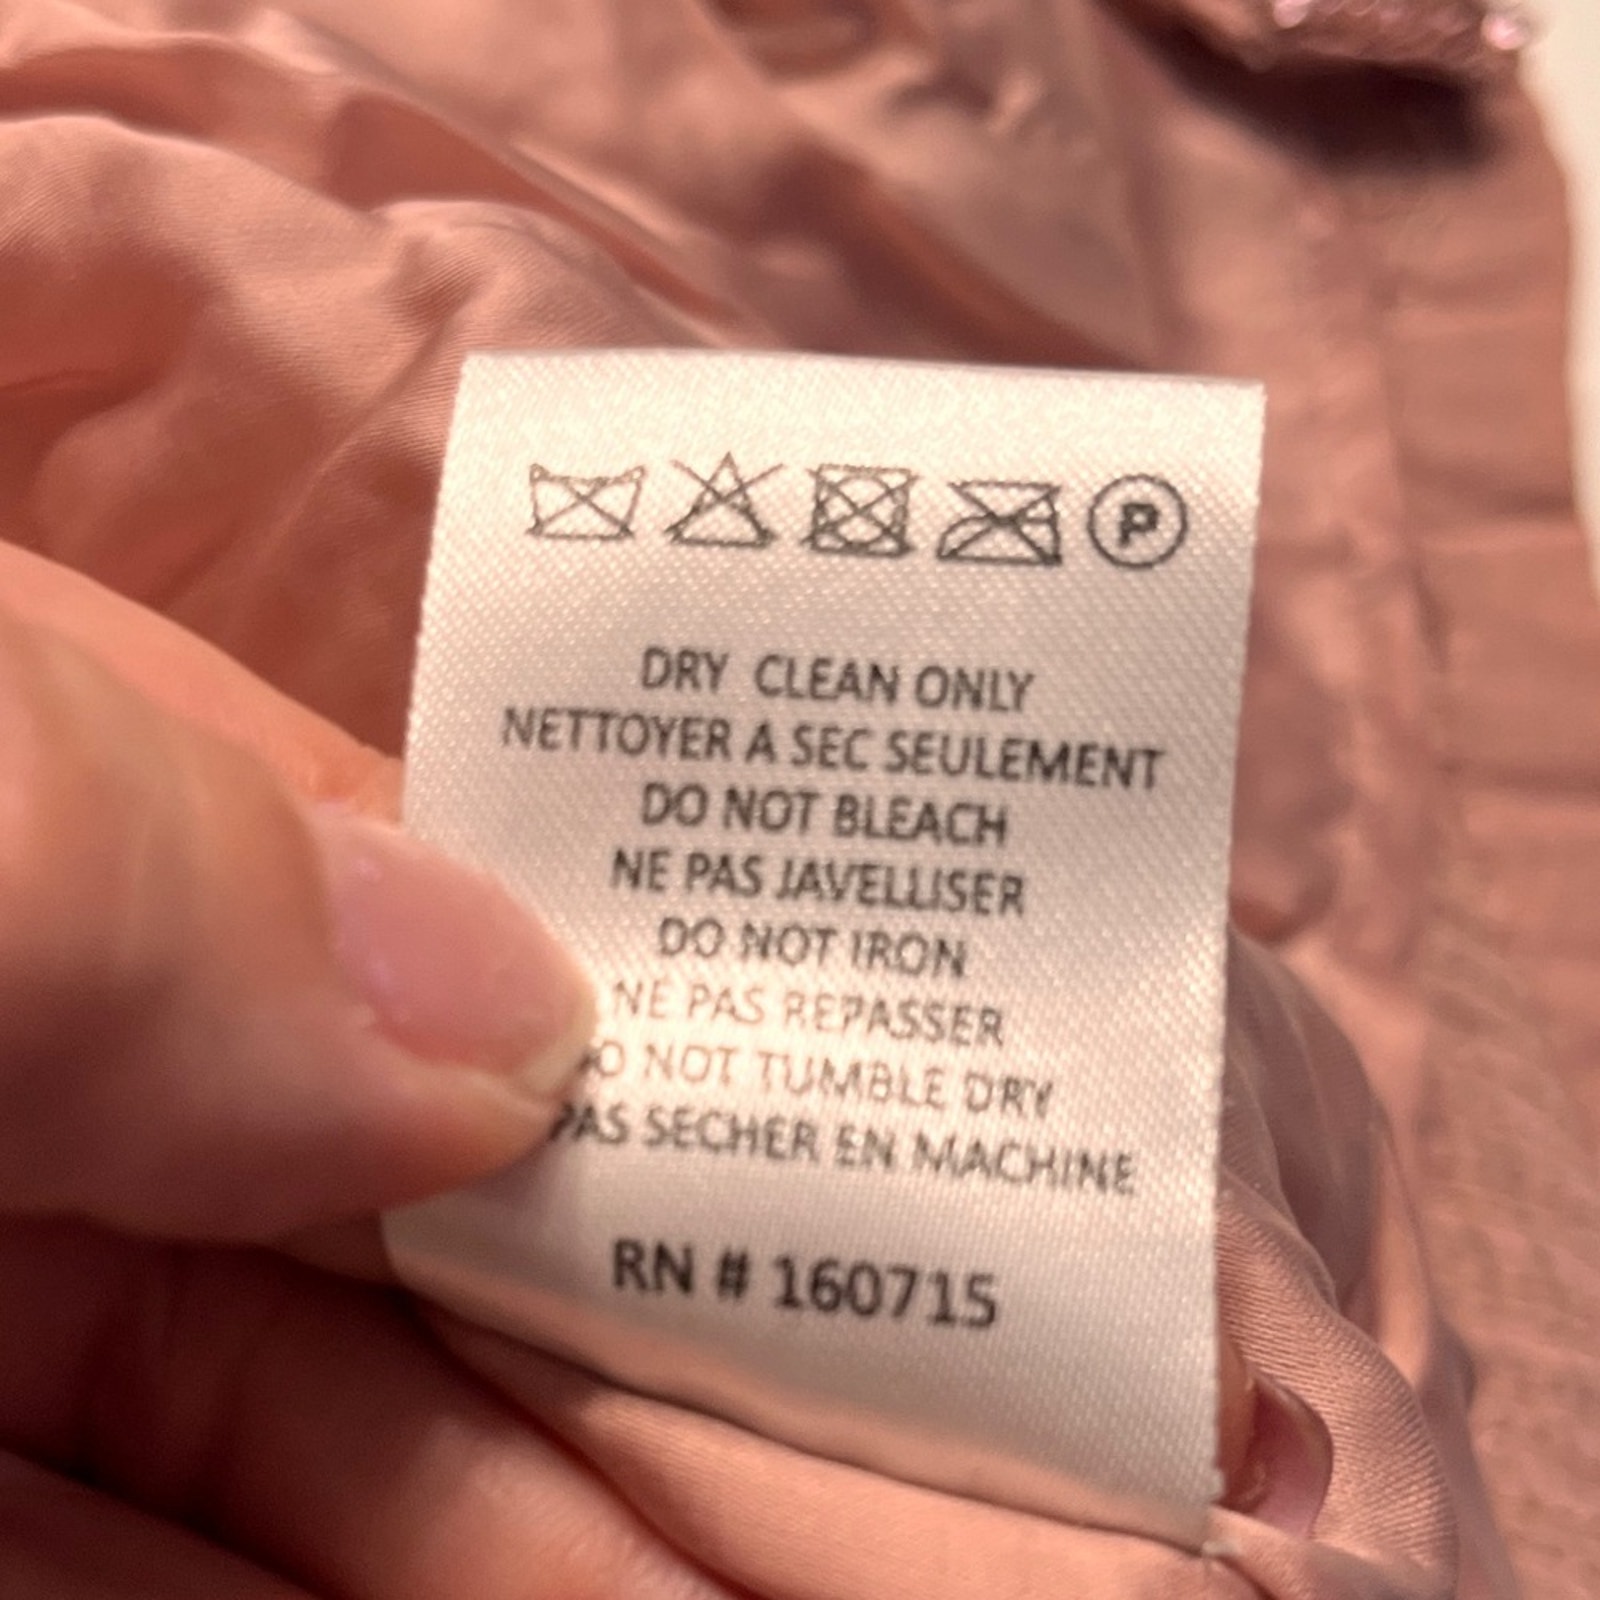 P
DRY CLEAN ONLY
NETTOYER A SEC SEULEMENT
DO NOT BLEACH
NE PAS JAVELLISER
DO NOT IRON
NE PAS REPASSER
O NOT TUMBLE DRY
PAS SECHER EN MACHINE
RN # 160715